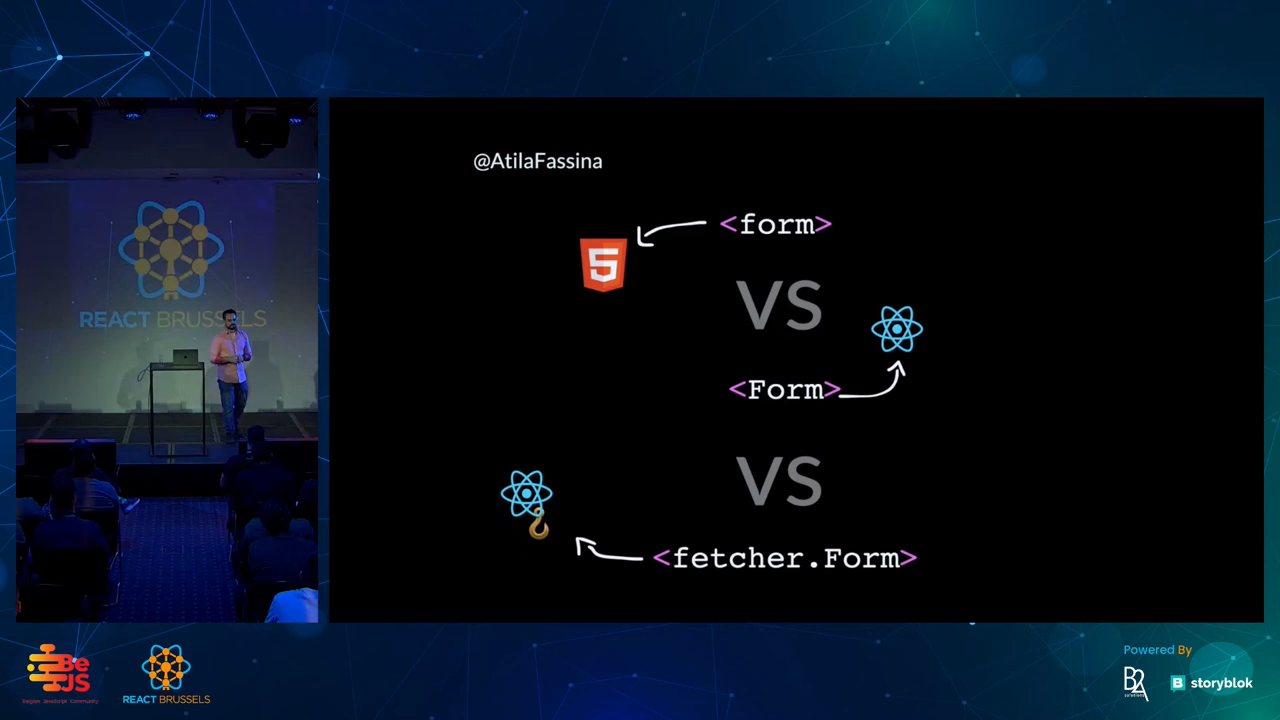 @AtilaFassina
<form>
VS
<Form>
VS
<fetcher.Form>
REACT BRUSSELS
BeJS
Belgian JavaScript Community
REACT BRUSSELS
Powered By
storyblok